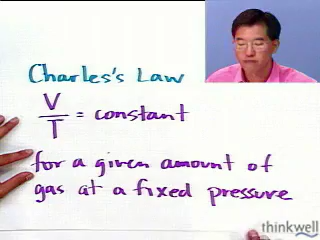 Charles's Law
V
T = constant
for a given amount of
gas at a fixed pressure
thinkwell